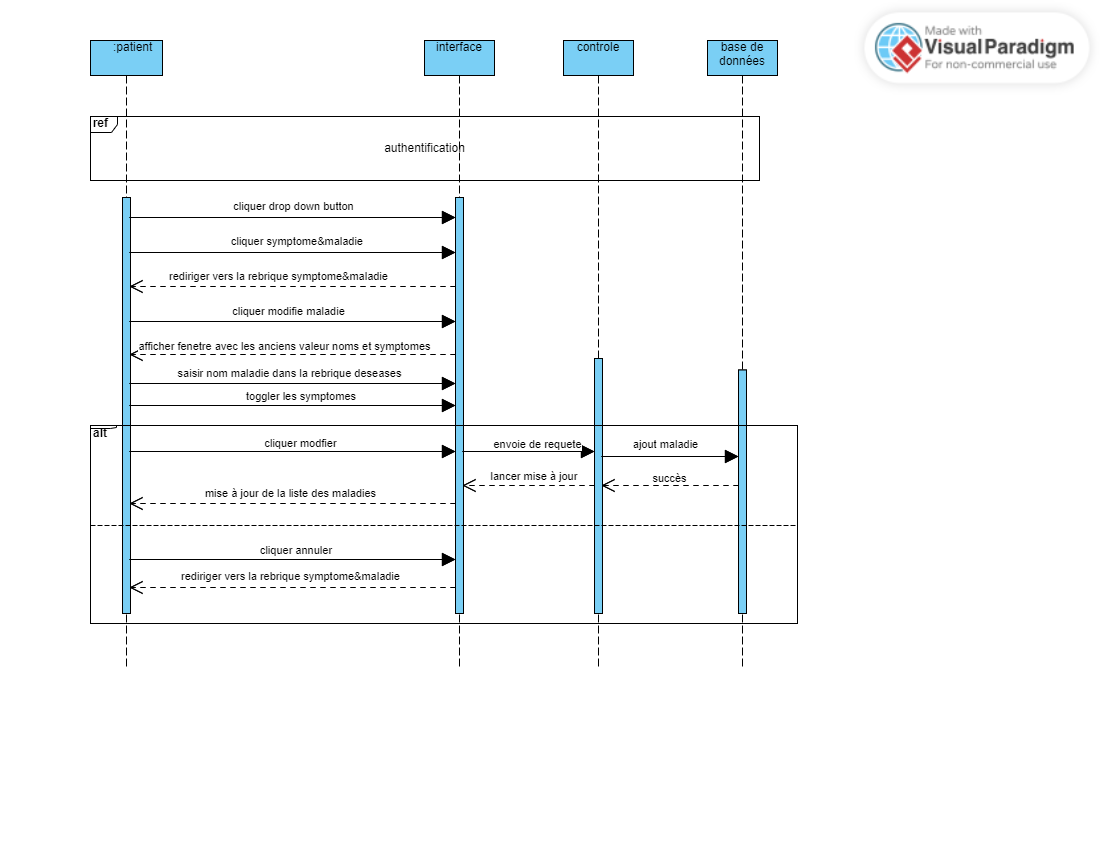 :patient
interface
controle
base de
données
Made with
Visual Paradigm
For non-commercial use
ref
authentification
cliquer drop down button
cliquer symptome&maladie
rediriger vers la rebrique symptome&maladie
cliquer modifie maladie
afficher fenetre avec les anciens valeur noms et symptomes
saisir nom maladie dans la rebrique deseases
toggler les symptomes
alt
cliquer modfier
envoie de requete
ajout maladie
lancer mise à jour
succès
mise à jour de la liste des maladies
cliquer annuler
rediriger vers la rebrique symptome&maladie